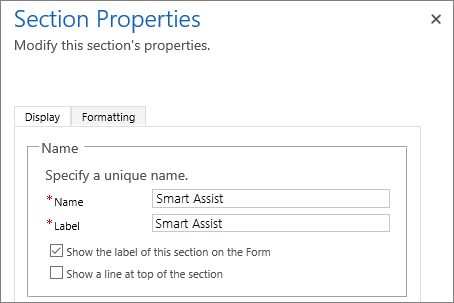 Section Properties
Modify this section's properties.
Display Formatting
Name
Specify a unique name.
*Name Smart Assist
*Label Smart Assist
Show the label of this section on the Form
Show a line at top of the section